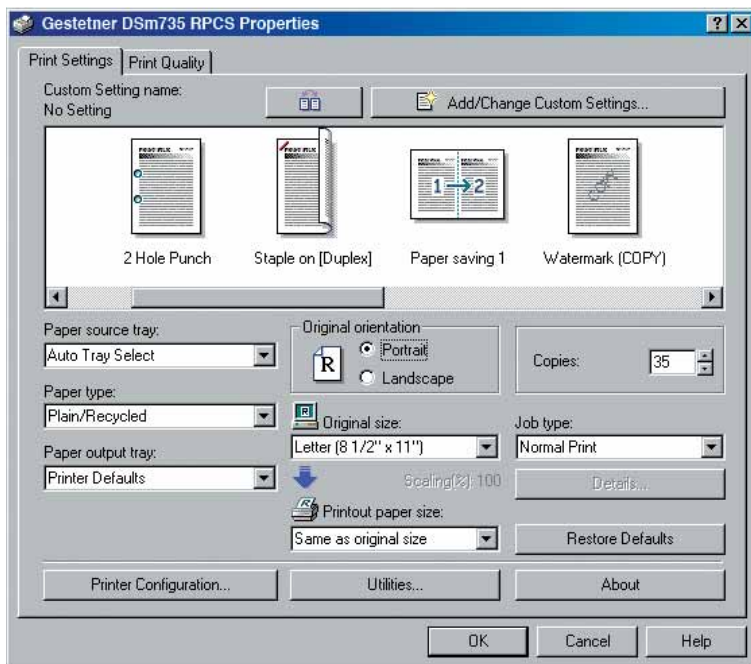 Gestetner DSm735 RPCS Properties
Print Settings
Print Quality
Custom Setting name:
No Setting
Add/Change Custom Settings...
1 2
COPY
2 Hole Punch
Staple on [Duplex]
Paper saving 1
Watermark (COPY)
Paper source tray:
Auto Tray Select
Paper type:
Plain/Recycled
Paper output tray:
Printer Defaults
Original orientation
R
Portrait
Landscape
Copies:
35
R
Original size:
Letter (8 1/2" x 11")
Scaling(%): 100
R
Printout paper size:
Same as original size
Job type:
Normal Print
Details...
Restore Defaults
Printer Configuration...
Utilities...
About
OK
Cancel
Help